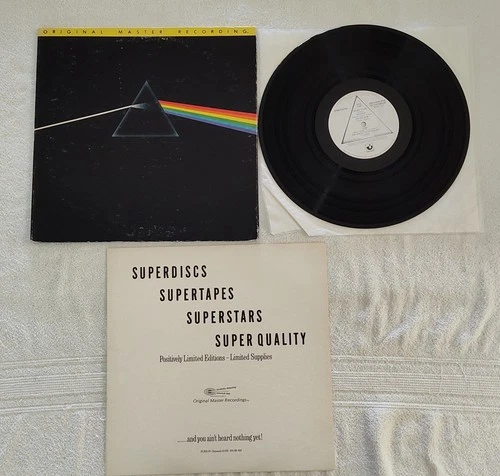 ORIGINAL MASTER RECORDING
SUPERDISCS
SUPERTAPES
SUPERSTARS
SUPER QUALITY
Positively Limited Editions – Limited Supplies
Original Master Recordings
.....and you ain't heard nothing yet!